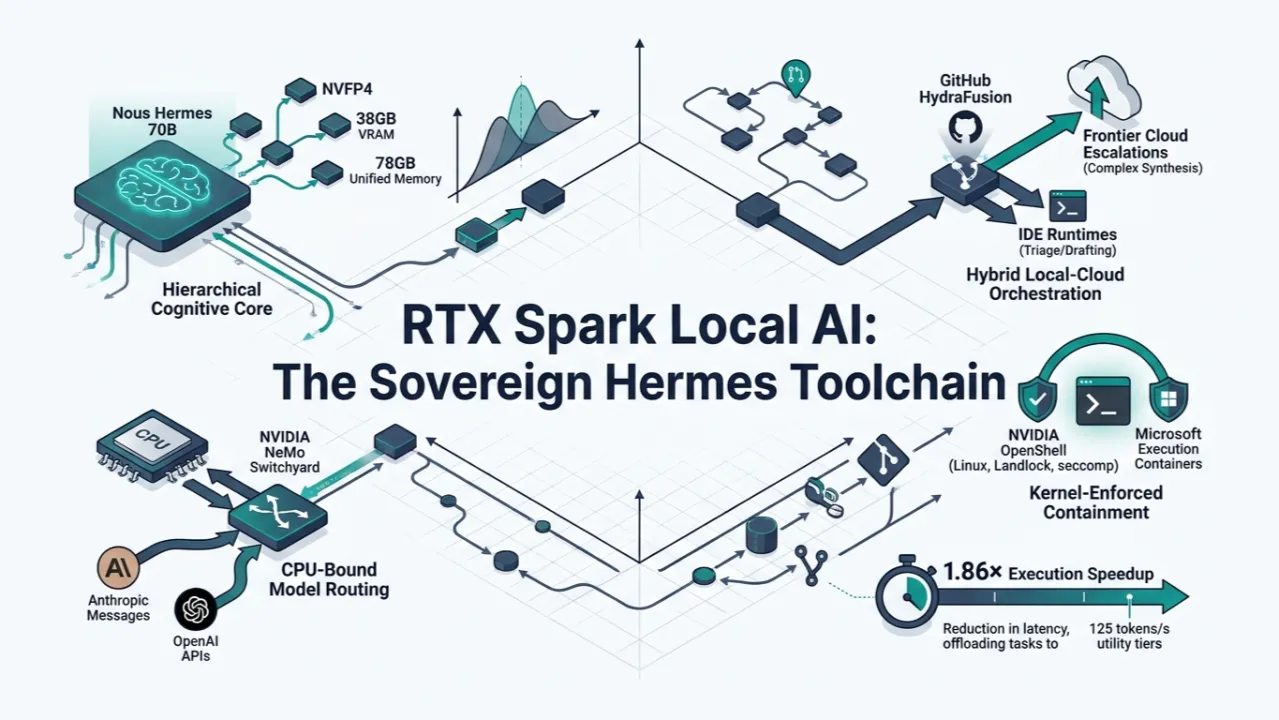 Nous Hermes
70B
NVFP4
38GB
VRAM
78GB
Unified Memory
Hierarchical
Cognitive Core
GitHub
HydraFusion
Frontier Cloud
Escalations
(Complex Synthesis)
IDE Runtimes
(Triage/Drafting)
Hybrid Local-Cloud
Orchestration
RTX Spark Local AI:
The Sovereign Hermes Toolchain
CPU
NVIDIA
NeMo
Switchyard
AI
Anthropic
Messages
OpenAI
APIs
CPU-Bound
Model Routing
NVIDIA
OpenShell
(Linux, Landlock, seccomp)
Microsoft
Execution
Containers
Kernel-Enforced
Containment
1.86× Execution Speedup
Reduction in latency,
offloading tasks to
125 tokens/s
utility tiers